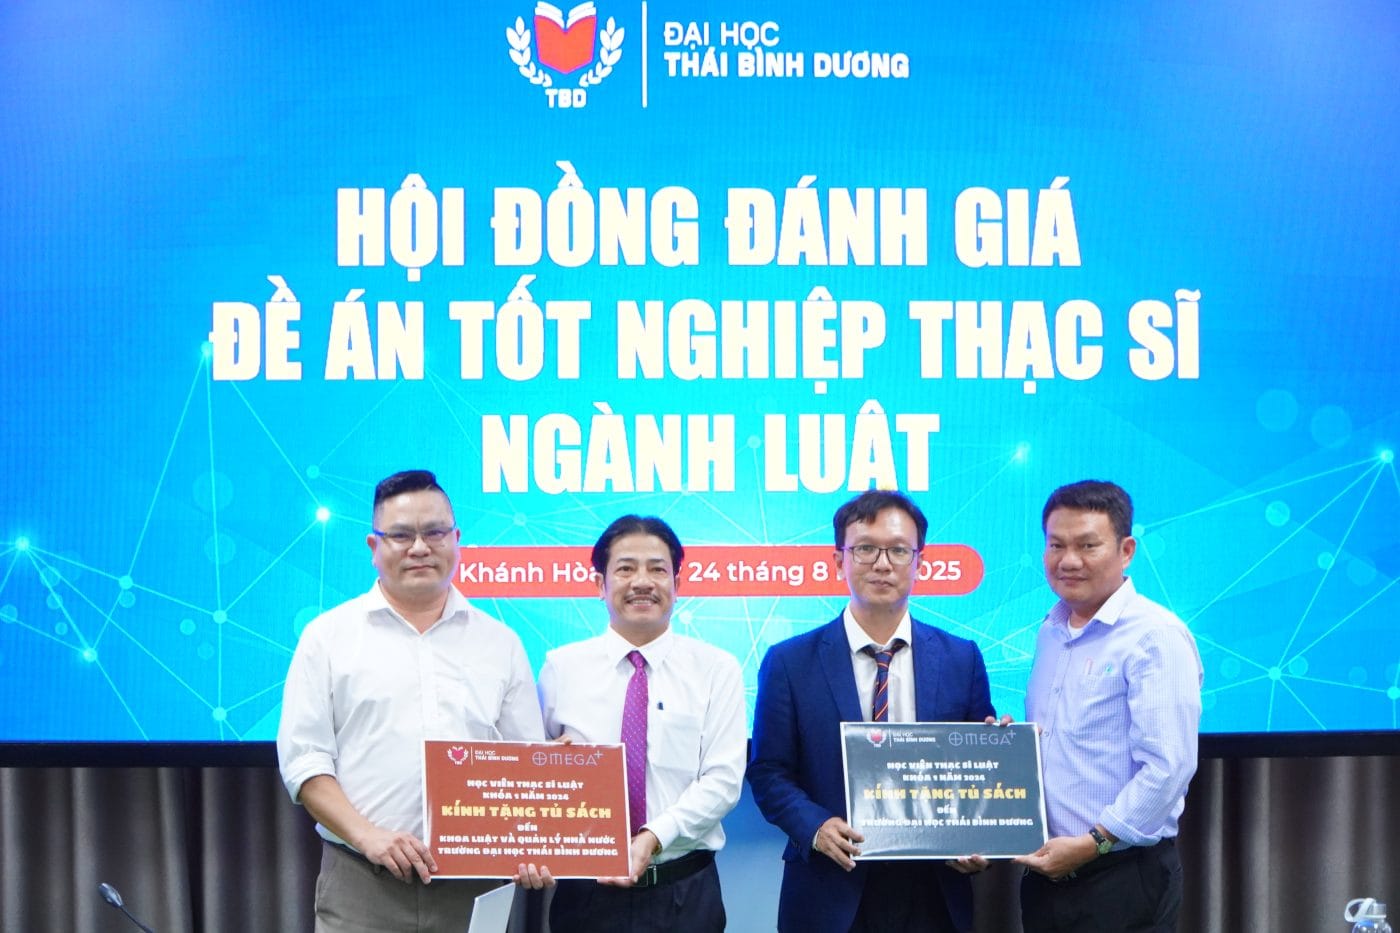 TBD
ĐẠI HỌC
THÁI BÌNH DƯƠNG
HỘI ĐỒNG ĐÁNH GIÁ
ĐỀ ÁN TỐT NGHIỆP THẠC SĨ
NGÀNH LUẬT
Khánh Hòa 24 tháng 8 2025
TBD
ĐẠI HỌC
THÁI BÌNH DƯƠNG
OMEGA+
HỌC VIÊN THẠC SĨ LUẬT
KHÓA 1 NĂM 2024
KÍNH TẶNG TỦ SÁCH
ĐẾN
KHOA LUẬT VÀ QUẢN LÝ NHÀ NƯỚC
TRƯỜNG ĐẠI HỌC THÁI BÌNH DƯƠNG
TBD
ĐẠI HỌC
THÁI BÌNH DƯƠNG
OMEGA+
HỌC VIÊN THẠC SĨ LUẬT
KHÓA 1 NĂM 2024
KÍNH TẶNG TỦ SÁCH
ĐẾN
TRƯỜNG ĐẠI HỌC THÁI BÌNH DƯƠNG